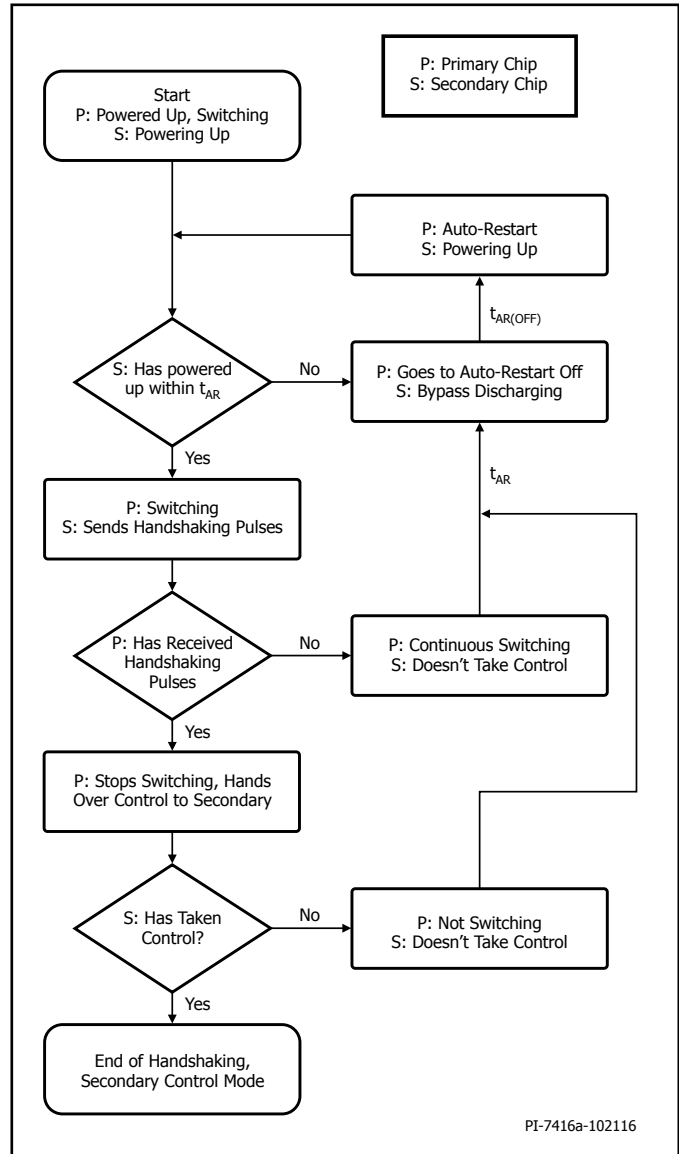 P: Primary Chip
S: Secondary Chip
Start
P: Powered Up, Switching
S: Powering Up
P: Auto-Restart
S: Powering Up
tAR(OFF)
S: Has powered
up within tAR
No
P: Goes to Auto-Restart Off
S: Bypass Discharging
Yes
tAR
P: Switching
S: Sends Handshaking Pulses
P: Has Received
Handshaking
Pulses
No
P: Continuous Switching
S: Doesn't Take Control
Yes
P: Stops Switching, Hands
Over Control to Secondary
S: Has Taken
Control?
No
P: Not Switching
S: Doesn't Take Control
Yes
End of Handshaking,
Secondary Control Mode
PI-7416a-102116